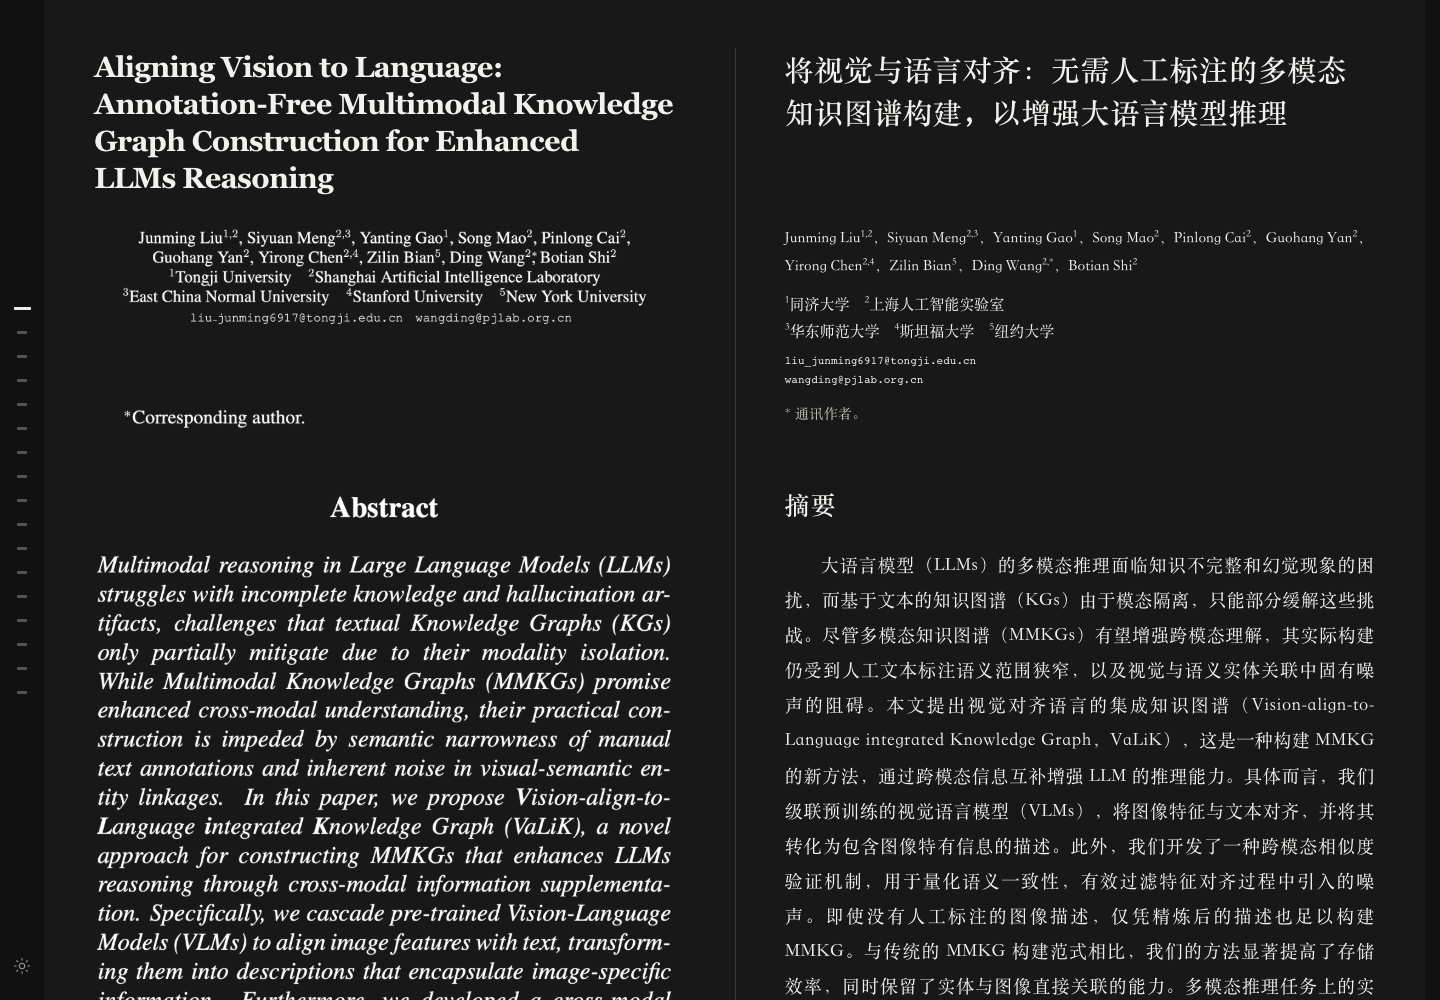 Aligning Vision to Language:
Annotation-Free Multimodal Knowledge
Graph Construction for Enhanced
LLMs Reasoning
Junming Liu1,2, Siyuan Meng2,3, Yanting Gao1, Song Mao2, Pinlong Cai2,
Guohang Yan2, Yirong Chen2,4, Zilin Bian5, Ding Wang2*, Botian Shi2
1Tongji University 2Shanghai Artificial Intelligence Laboratory
3East China Normal University 4Stanford University 5New York University
liu_junming6917@tongji.edu.cn wangding@pjlab.org.cn
*Corresponding author.
Abstract
Multimodal reasoning in Large Language Models (LLMs)
struggles with incomplete knowledge and hallucination ar-
tifacts, challenges that textual Knowledge Graphs (KGs)
only partially mitigate due to their modality isolation.
While Multimodal Knowledge Graphs (MMKGs) promise
enhanced cross-modal understanding, their practical con-
struction is impeded by semantic narrowness of manual
text annotations and inherent noise in visual-semantic en-
tity linkages. In this paper, we propose Vision-align-to-
Language integrated Knowledge Graph (VaLiK), a novel
approach for constructing MMKGs that enhances LLMs
reasoning through cross-modal information supplementa-
tion. Specifically, we cascade pre-trained Vision-Language
Models (VLMs) to align image features with text, transform-
ing them into descriptions that encapsulate image-specific
information. Furthermore, we developed a cross-modal
将视觉与语言对齐：无需人工标注的多模态
知识图谱构建，以增强大语言模型推理
Junming Liu1,2, Siyuan Meng2,3, Yanting Gao1, Song Mao2, Pinlong Cai2, Guohang Yan2,
Yirong Chen2,4, Zilin Bian5, Ding Wang2,*, Botian Shi2
1同济大学 2上海人工智能实验室
3华东师范大学 4斯坦福大学 5纽约大学
liu_junming6917@tongji.edu.cn
wangding@pjlab.org.cn
* 通讯作者。
摘要
大语言模型（LLMs）的多模态推理面临知识不完整和幻觉现象的困
扰，而基于文本的知识图谱（KGs）由于模态隔离，只能部分缓解这些挑
战。尽管多模态知识图谱（MMKGs）有望增强跨模态理解，其实际构建
仍受到人工文本标注语义范围狭窄，以及视觉与语义实体关联中固有噪
声的阻碍。本文提出视觉对齐语言的集成知识图谱（Vision-align-to-
Language integrated Knowledge Graph，VaLiK），这是一种构建 MMKG
的新方法，通过跨模态信息互补增强 LLM 的推理能力。具体而言，我们
级联预训练的视觉语言模型（VLMs），将图像特征与文本对齐，并将其
转化为包含图像特有信息的描述。此外，我们开发了一种跨模态相似度
验证机制，用于量化语义一致性，有效过滤特征对齐过程中引入的噪
声。即使没有人工标注的图像描述，仅凭精炼后的描述也足以构建
MMKG。与传统的 MMKG 构建范式相比，我们的方法显著提高了存储
效率，同时保留了实体与图像直接关联的能力。多模态推理任务上的实